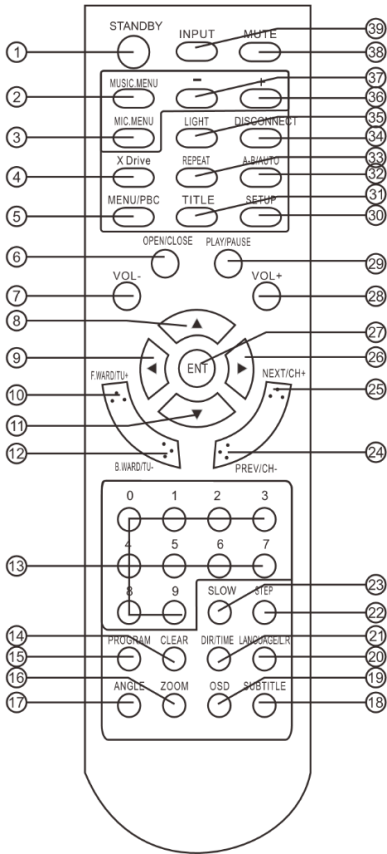 STANDBY INPUT MUTE 39
1 38
MUSIC.MENU - + 37
2 36
MIC.MENU LIGHT DISCONNECT 35
3 34
X Drive REPEAT A-B/AUTO 33
4 32
MENU/PBC TITLE SETUP 31
5 30
OPEN/CLOSE PLAY/PAUSE
6 29
VOL- VOL+
7 28
8 27
9 ENT 26
F.WARD/TU+ NEXT/CH+
10 25
11
12 24
B.WARD/TU- PREV/CH-
0 1 2 3
4 5 6 7
13
8 9 SLOW STEP 23
22
14 PROGRAM CLEAR DIR/TIME LANGUAGE/L.R 21
15 20
16 ANGLE ZOOM OSD SUBTITLE 19
17 18